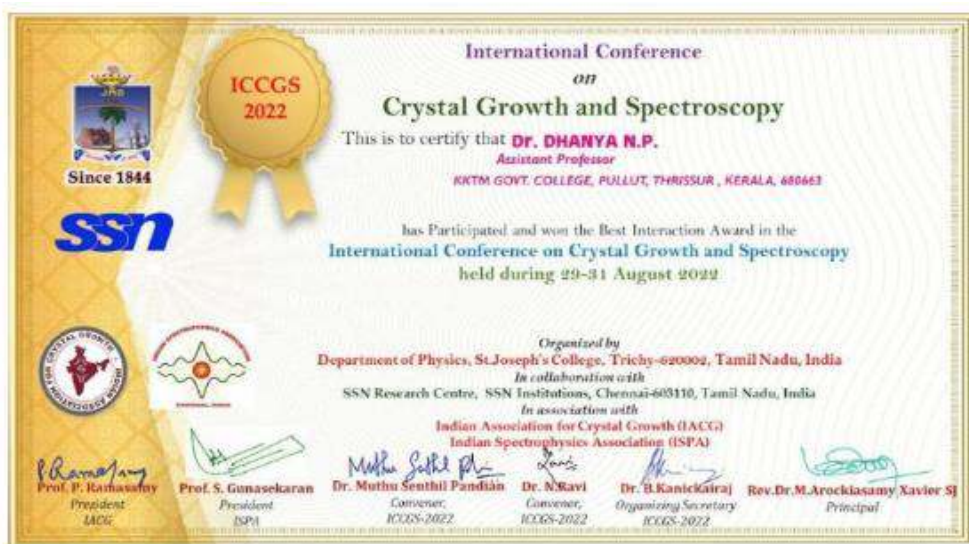 International Conference
on
Crystal Growth and Spectroscopy
This is to certify that Dr. DHANYA N.P.
Assistant Professor
KKTM GOVT. COLLEGE, PULLUT, THRISSUR , KERALA, 680663
has Participated and won the Best Interaction Award in the
International Conference on Crystal Growth and Spectroscopy
held during 29-31 August 2022
ICCGS
2022
Since 1844
ssn
Organized by
Department of Physics, St.Joseph's College, Trichy-620002, Tamil Nadu, India
In collaboration with
SSN Research Centre, SSN Institutions, Chennai-603110, Tamil Nadu, India
In association with
Indian Association for Crystal Growth (IACG)
Indian Spectrophysics Association (ISPA)
Prof. P. Ramasamy
President
IACG
Prof. S. Gunasekaran
President
ISPA
Dr. Muthu Senthil Pandian
Convener,
ICCGS-2022
Dr. N.Ravi
Convener,
ICCGS-2022
Dr. B.Kanickairaj
Organizing Secretary
ICCGS-2022
Rev.Dr.M.Arockiasamy Xavier SJ
Principal